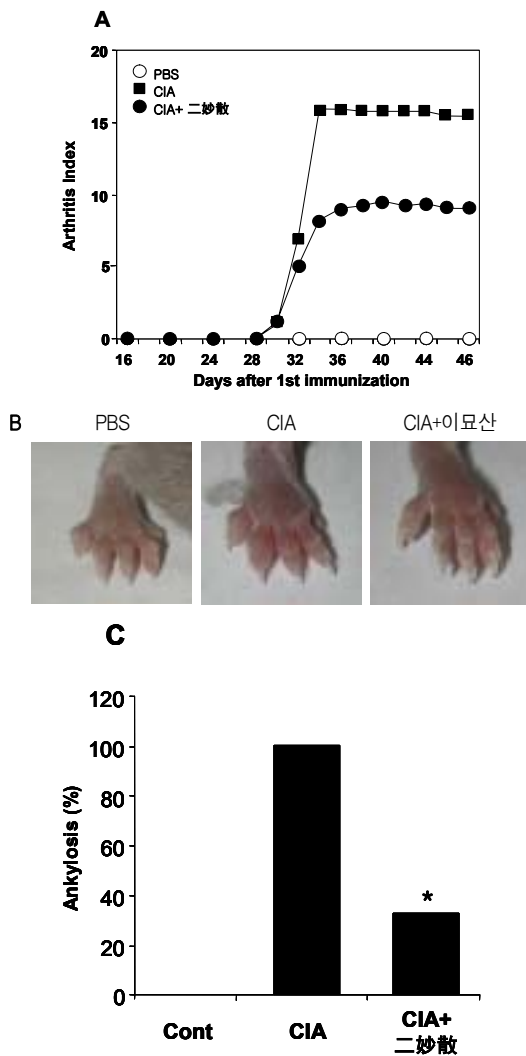 A
20
15
10
5
0
Arthritis Index
PBS
CIA
CIA+ 二妙散
16 20 24 28 32 36 40 44 46
Days after 1st immunization
B PBS CIA CIA+이묘산
C
120
100
80
60
40
20
0
Ankylosis (%)
*
Cont CIA CIA+
二妙散